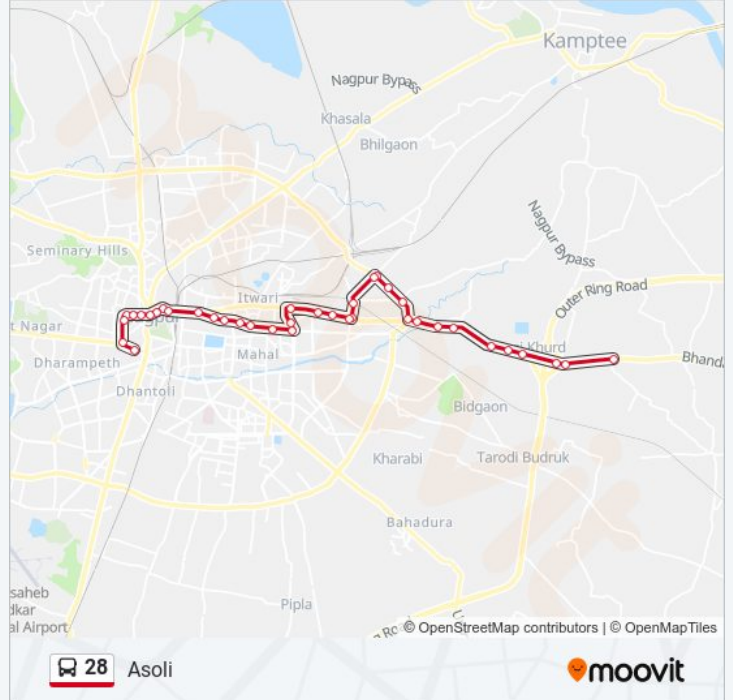 Kamptee
Nagpur Bypass
Khasala
Bhilgaon
Nagpur Bypass
Seminary Hills
Outer Ring Road
Itwari
t Nagar
Mahal
Khurd
Bhanda
Dharampeth
Dhantoli
Bidgaon
Kharabi
Tarodi Budruk
Bahadura
saheb
dkar
al Airport
Pipla
© OpenStreetMap contributors | © OpenMapTiles
28 Asoli
moovit